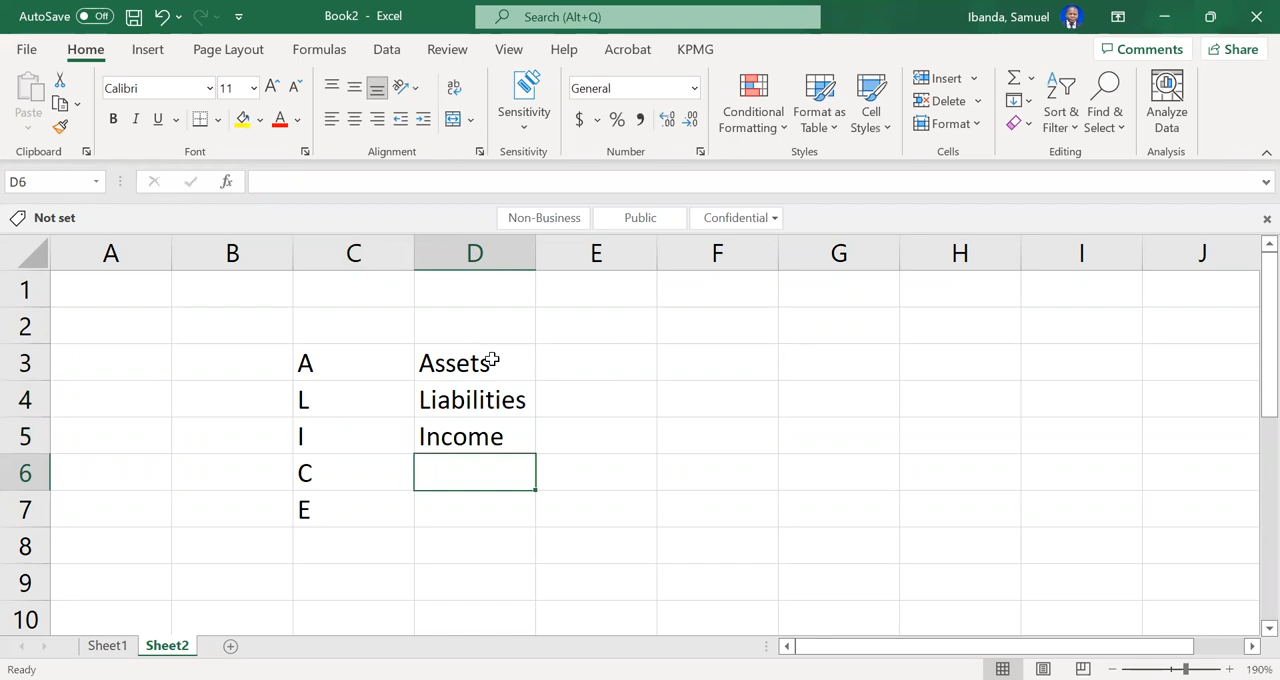 AutoSave Off Book2 - Excel Search (Alt+Q) Ibanda, Samuel
File Home Insert Page Layout Formulas Data Review View Help Acrobat KPMG Comments Share
Paste Calibri 11 General $ % Sensitivity Conditional Formatting Format as Table Cell Styles Insert Delete Format Sort & Filter Find & Select Analyze Data
Clipboard Font Alignment Sensitivity Number Styles Cells Editing Analysis
D6 fx
Not set Non-Business Public Confidential
A B C D E F G H I J
1
2
3 A Assets
4 L Liabilities
5 I Income
6 C
7 E
8
9
10
Sheet1 Sheet2
Ready 190%